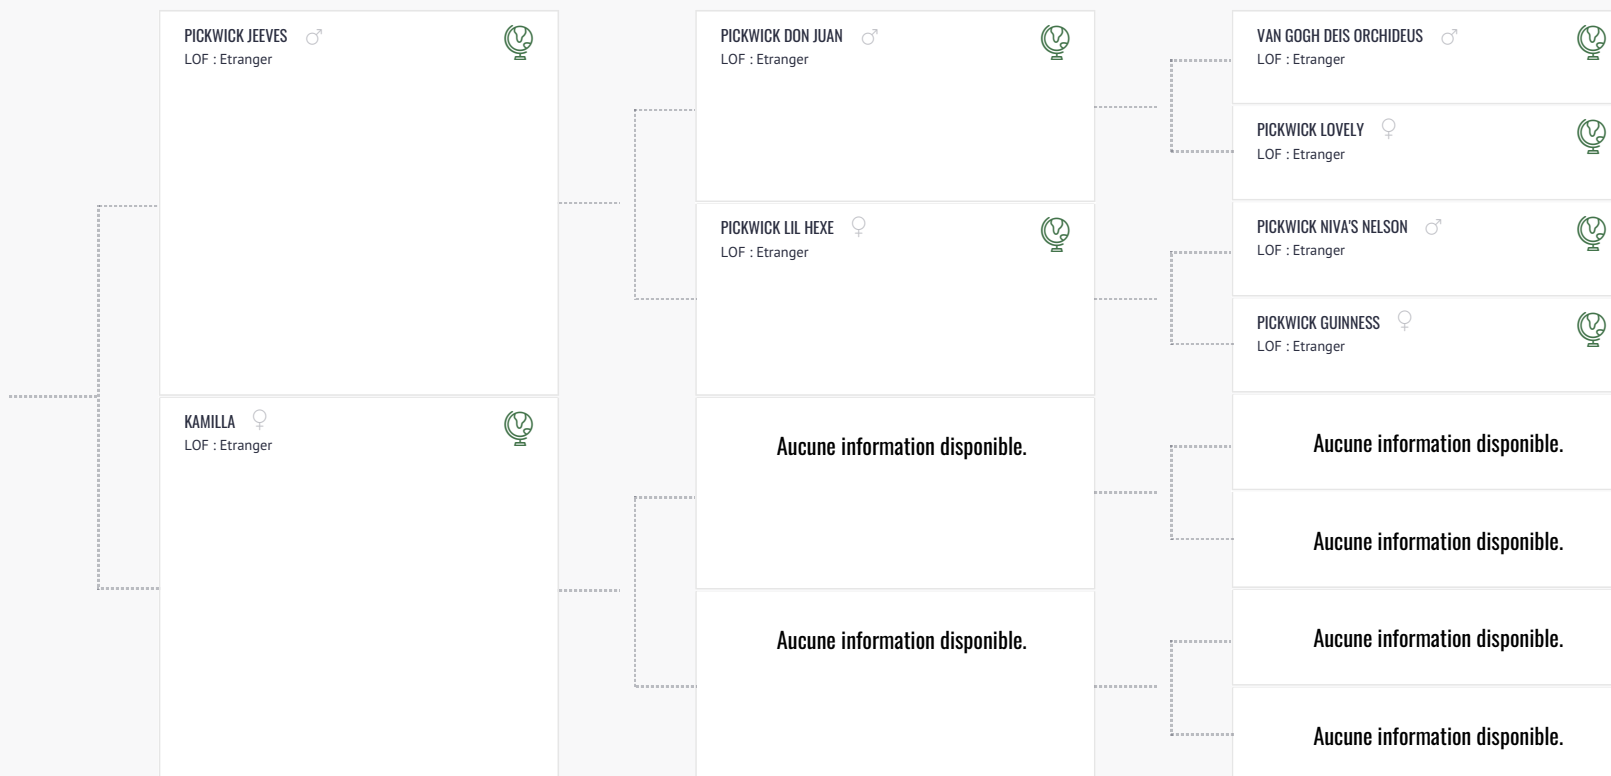 PICKWICK JEEVES
LOF : Etranger
KAMILLA
LOF : Etranger
PICKWICK DON JUAN
LOF : Etranger
PICKWICK LIL HEXE
LOF : Etranger
Aucune information disponible.
Aucune information disponible.
VAN GOGH DEIS ORCHIDEUS
LOF : Etranger
PICKWICK LOVELY
LOF : Etranger
PICKWICK NIVA'S NELSON
LOF : Etranger
PICKWICK GUINNESS
LOF : Etranger
Aucune information disponible.
Aucune information disponible.
Aucune information disponible.
Aucune information disponible.